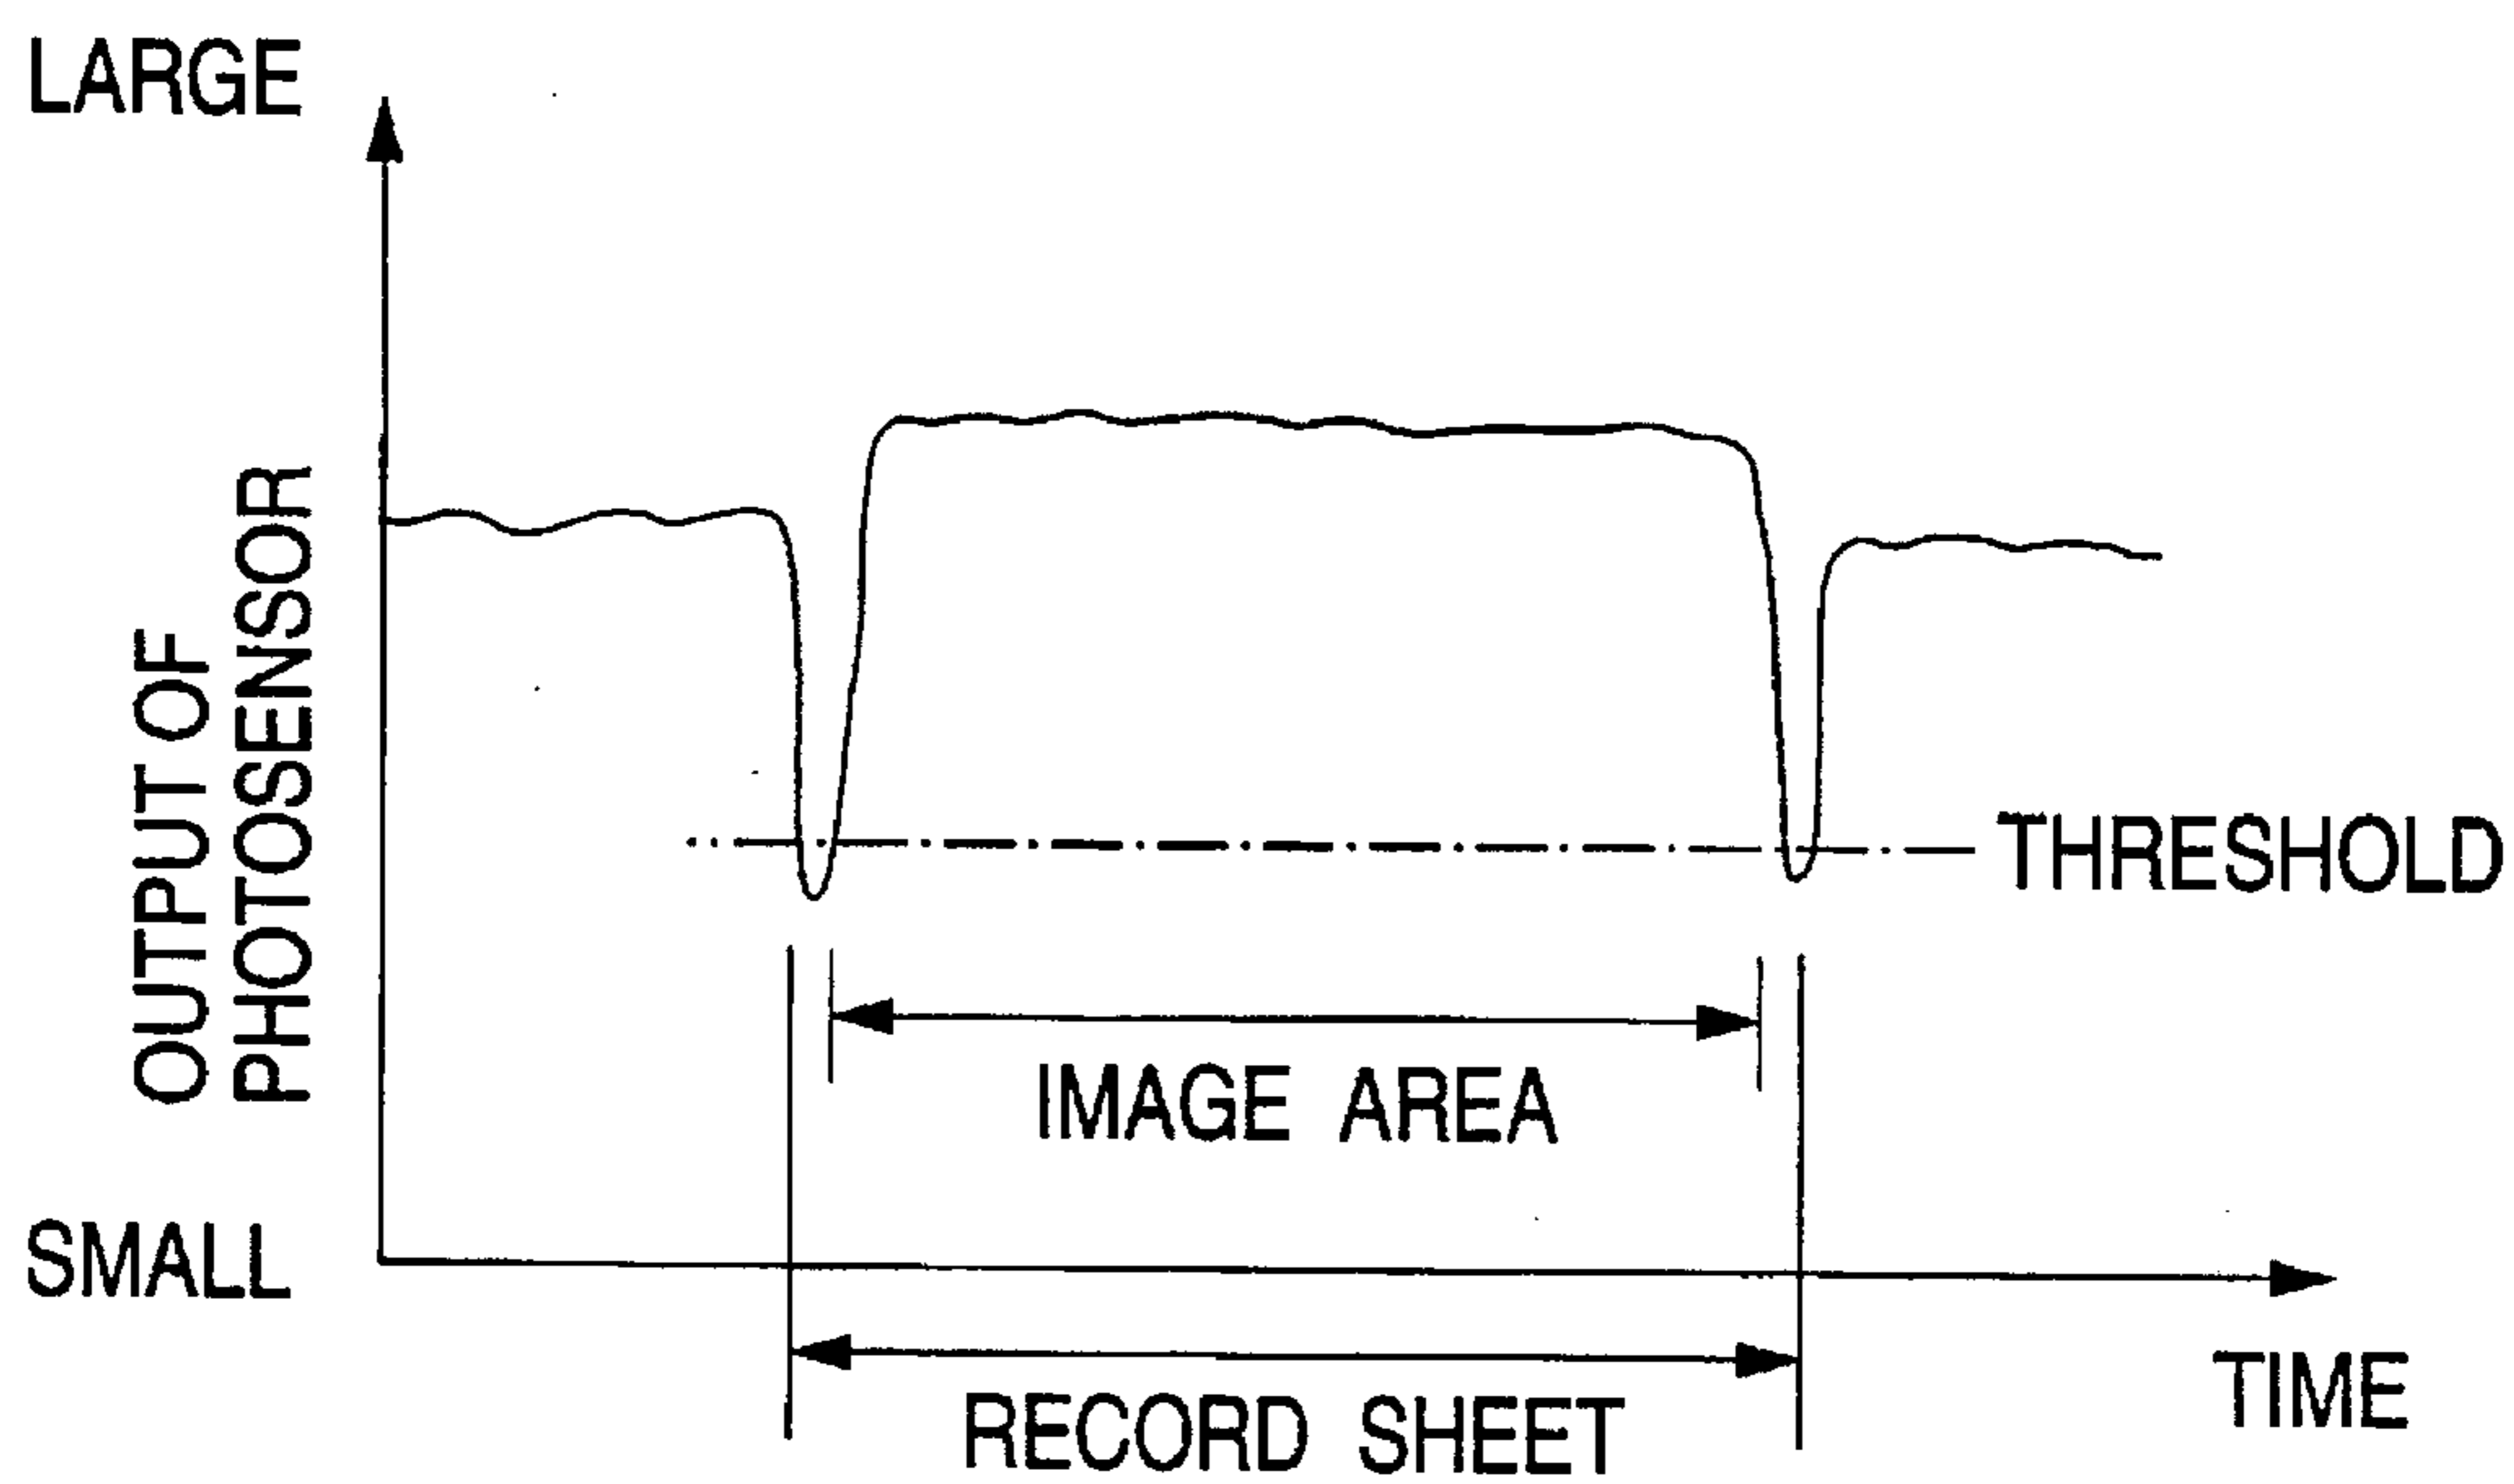 LARGE
OUTPUT OF
PHOTOSENSOR
THRESHOLD
IMAGE AREA
SMALL
TIME
RECORD SHEET